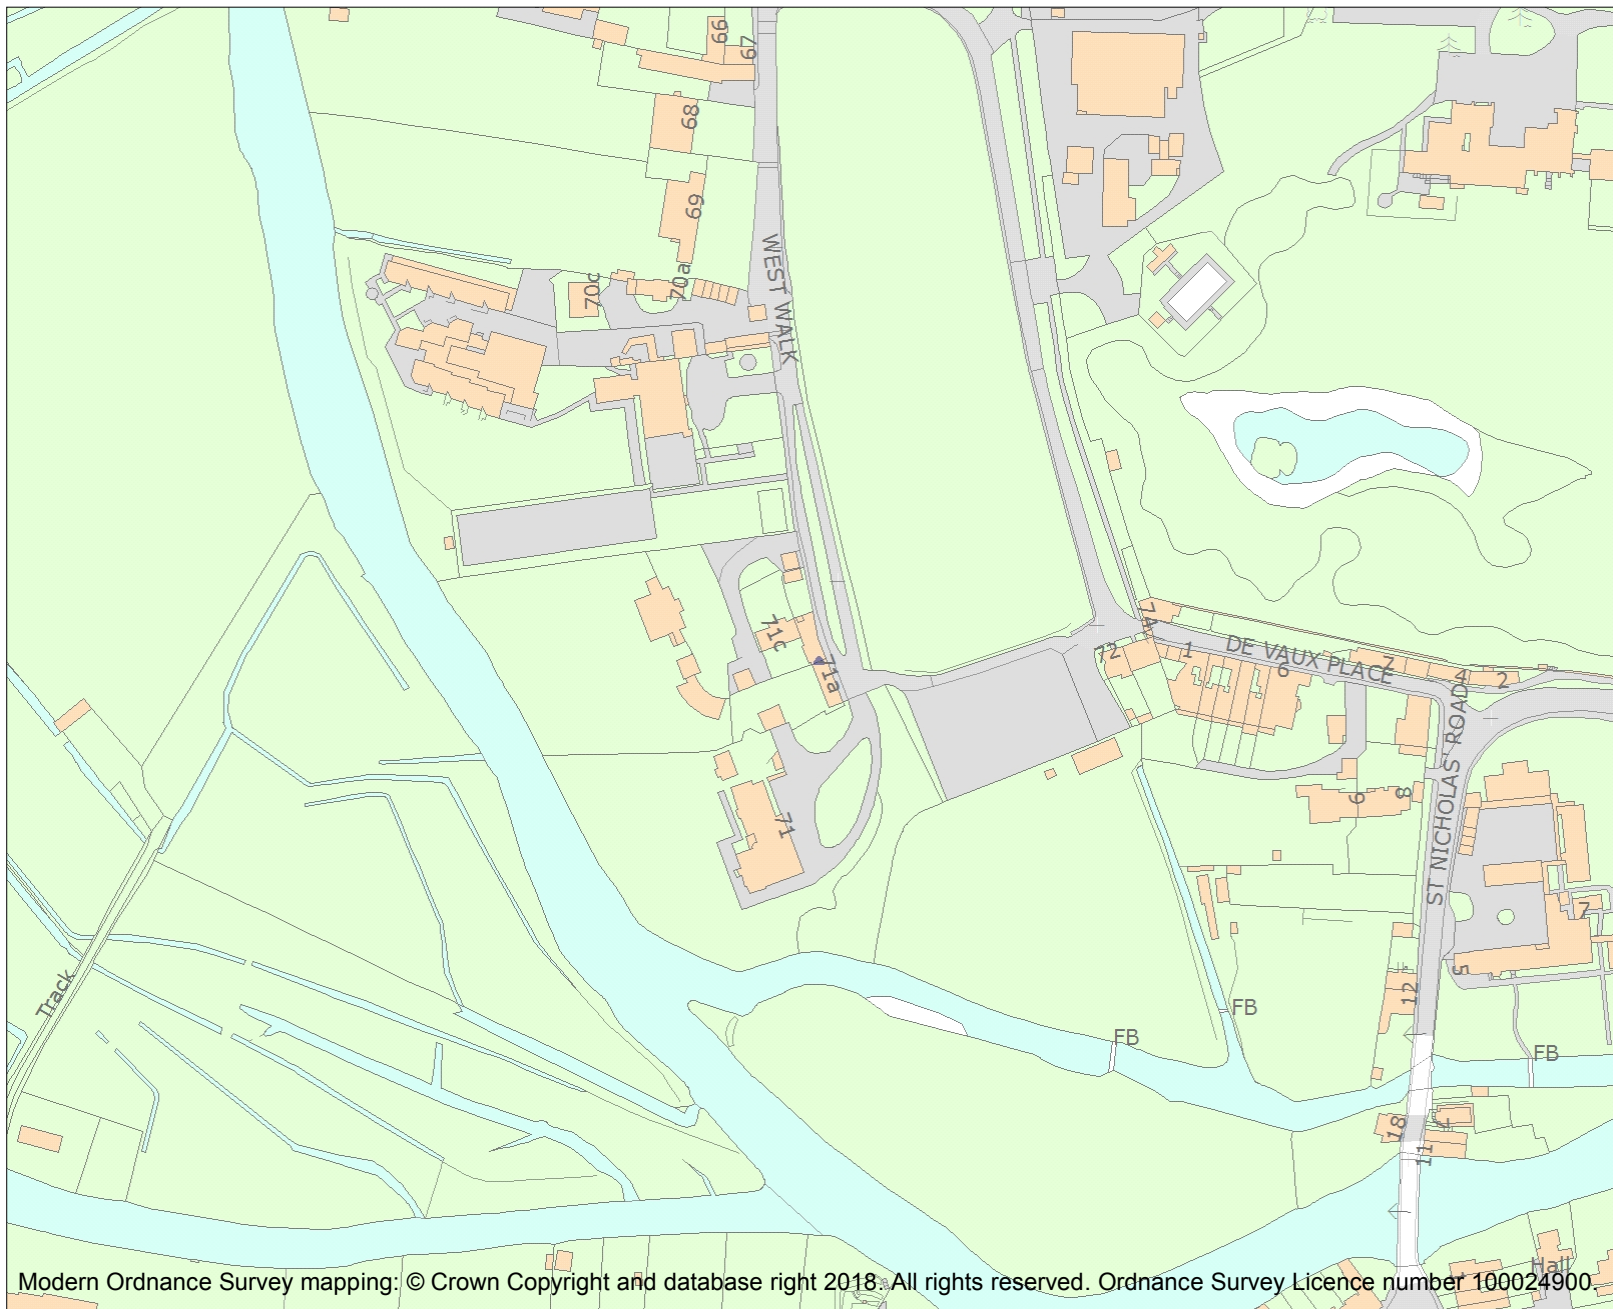 66
67
68
69
WEST WALK
70c
70a
71c
71a
74
72
1
DE VAUX PLACE
6
7
4
2
ST NICHOLAS' ROAD
71
6
8
7
5
Track
12
FB
FB
FB
18
11
Hall
Modern Ordnance Survey mapping: © Crown Copyright and database right 2018. All rights reserved. Ordnance Survey Licence number 100024900.